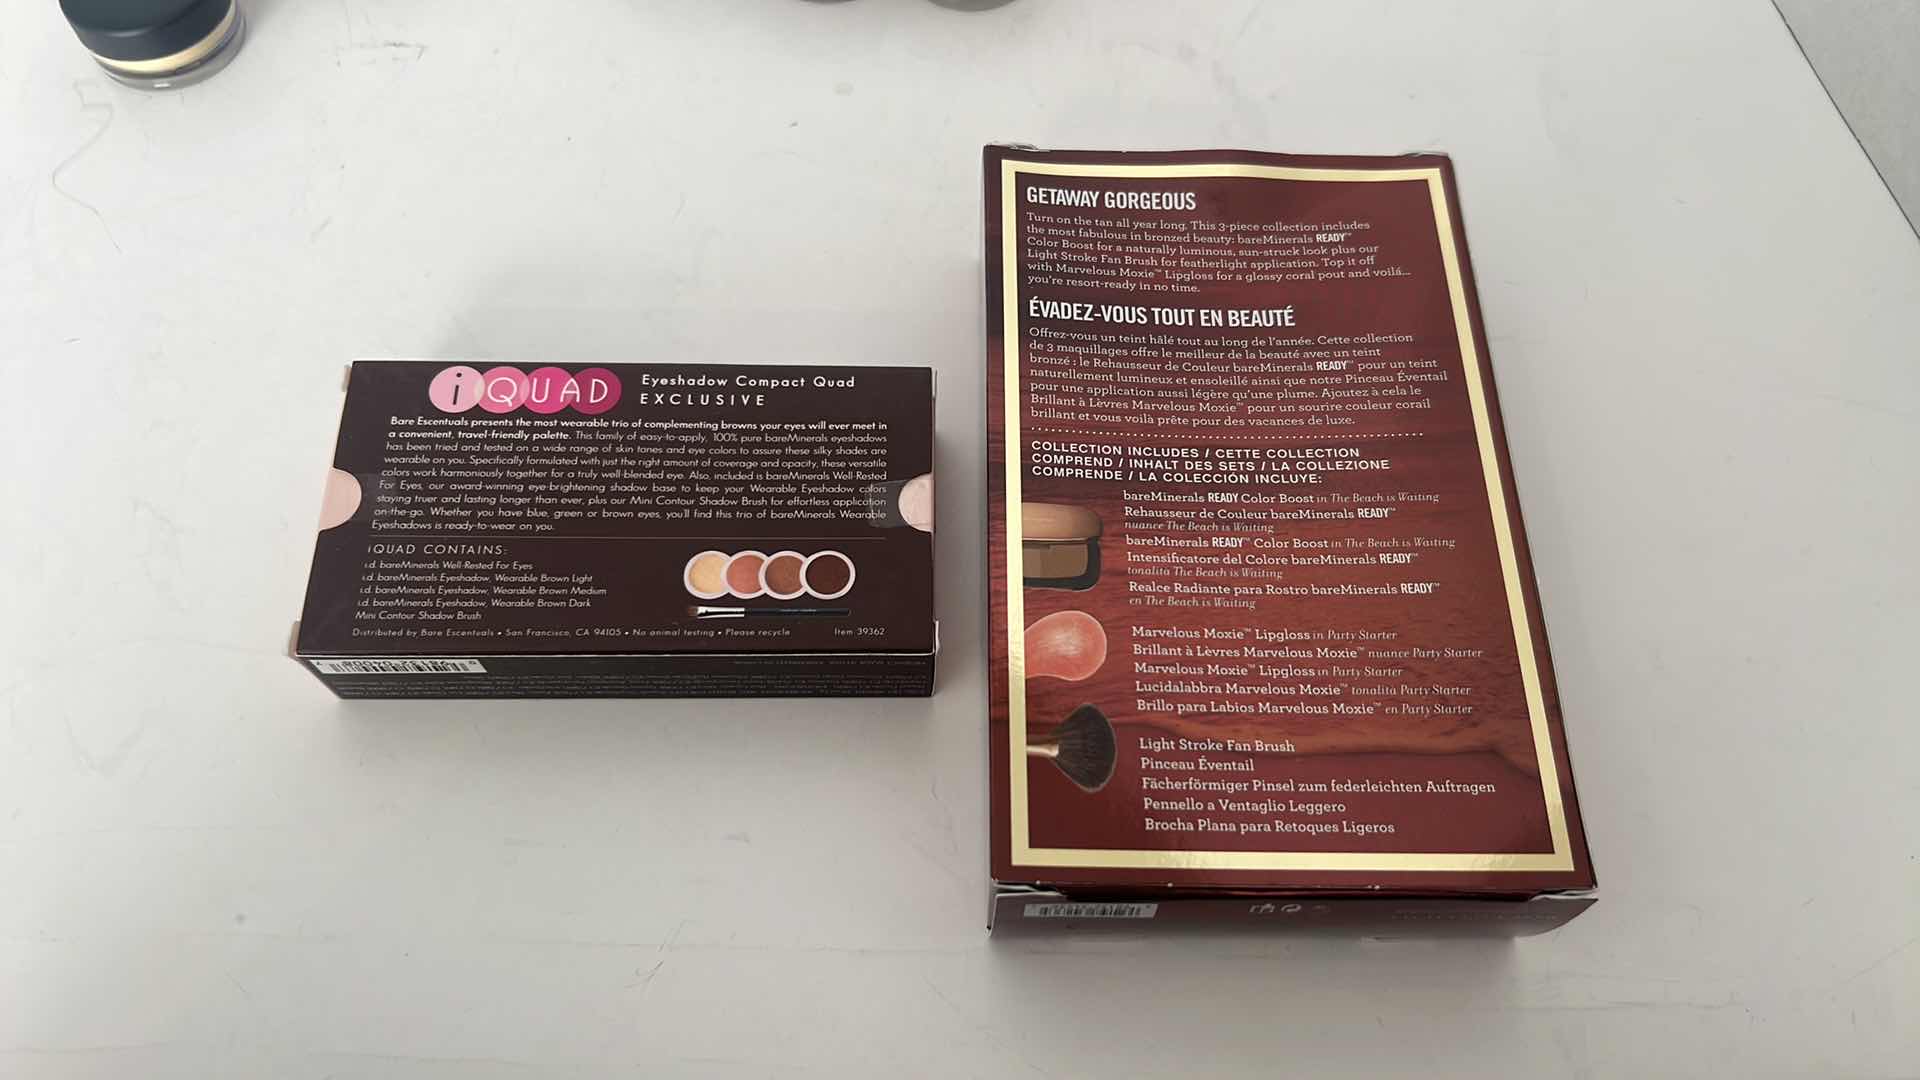 iQUAD
Eyeshadow Compact Quad
EXCLUSIVE
Bare Escentuals presents the most wearable trio of complementing browns your eyes will ever meet in
a convenient, travel-friendly palette. This family of easy-to-apply, 100% pure bareMinerals eyeshadows
has been tried and tested on a wide range of skin tones and eye colors to assure these silky shades are
wearable on you. Specifically formulated with just the right amount of coverage and opacity, these versatile
colors work harmoniously together for a truly well-blended eye. Also, included is bareMinerals Well-Rested
For Eyes, our award-winning eye-brightening shadow base to keep your Wearable Eyeshadow colors
staying truer and lasting longer than ever, plus our Mini Contour Shadow Brush for effortless application
on-the-go. Whether you have blue, green or brown eyes, you'll find this trio of bareMinerals Wearable
Eyeshadows is ready-to-wear on you.
iQUAD CONTAINS:
i.d. bareMinerals Well-Rested For Eyes
i.d. bareMinerals Eyeshadow, Wearable Brown Light
i.d. bareMinerals Eyeshadow, Wearable Brown Medium
i.d. bareMinerals Eyeshadow, Wearable Brown Dark
Mini Contour Shadow Brush
Distributed by Bare Escentuals • San Francisco, CA 94105 • No animal testing • Please recycle Item 39362
GETAWAY GORGEOUS
Turn on the tan all year long. This 3-piece collection includes
the most fabulous in bronzed beauty: bareMinerals READY™
Color Boost for a naturally luminous, sun-struck look plus our
Light Stroke Fan Brush for featherlight application. Top it off
with Marvelous Moxie™ Lipgloss for a glossy coral pout and voilá...
you're resort-ready in no time.
ÉVADEZ-VOUS TOUT EN BEAUTÉ
Offrez-vous un teint hâlé tout au long de l'année. Cette collection
de 3 maquillages offre le meilleur de la beauté avec un teint
bronzé : le Rehausseur de Couleur bareMinerals READY™ pour un teint
naturellement lumineux et ensoleillé ainsi que notre Pinceau Éventail
pour une application aussi légère qu'une plume. Ajoutez à cela le
Brillant à Lèvres Marvelous Moxie™ pour un sourire couleur corail
brillant et vous voilà prête pour des vacances de luxe.
COLLECTION INCLUDES / CETTE COLLECTION
COMPREND / INHALT DES SETS / LA COLLEZIONE
COMPRENDE / LA COLECCIÓN INCLUYE:
bareMinerals READY Color Boost in The Beach is Waiting
Rehausseur de Couleur bareMinerals READY™
nuance The Beach is Waiting
bareMinerals READY™ Color Boost in The Beach is Waiting
Intensificatore del Colore bareMinerals READY™
tonalità The Beach is Waiting
Realce Radiante para Rostro bareMinerals READY™
en The Beach is Waiting
Marvelous Moxie™ Lipgloss in Party Starter
Brillant à Lèvres Marvelous Moxie™ nuance Party Starter
Marvelous Moxie™ Lipgloss in Party Starter
Lucidalabbra Marvelous Moxie™ tonalità Party Starter
Brillo para Labios Marvelous Moxie™ en Party Starter
Light Stroke Fan Brush
Pinceau Éventail
Fächerförmiger Pinsel zum federleichten Auftragen
Pennello a Ventaglio Leggero
Brocha Plana para Retoques Ligeros